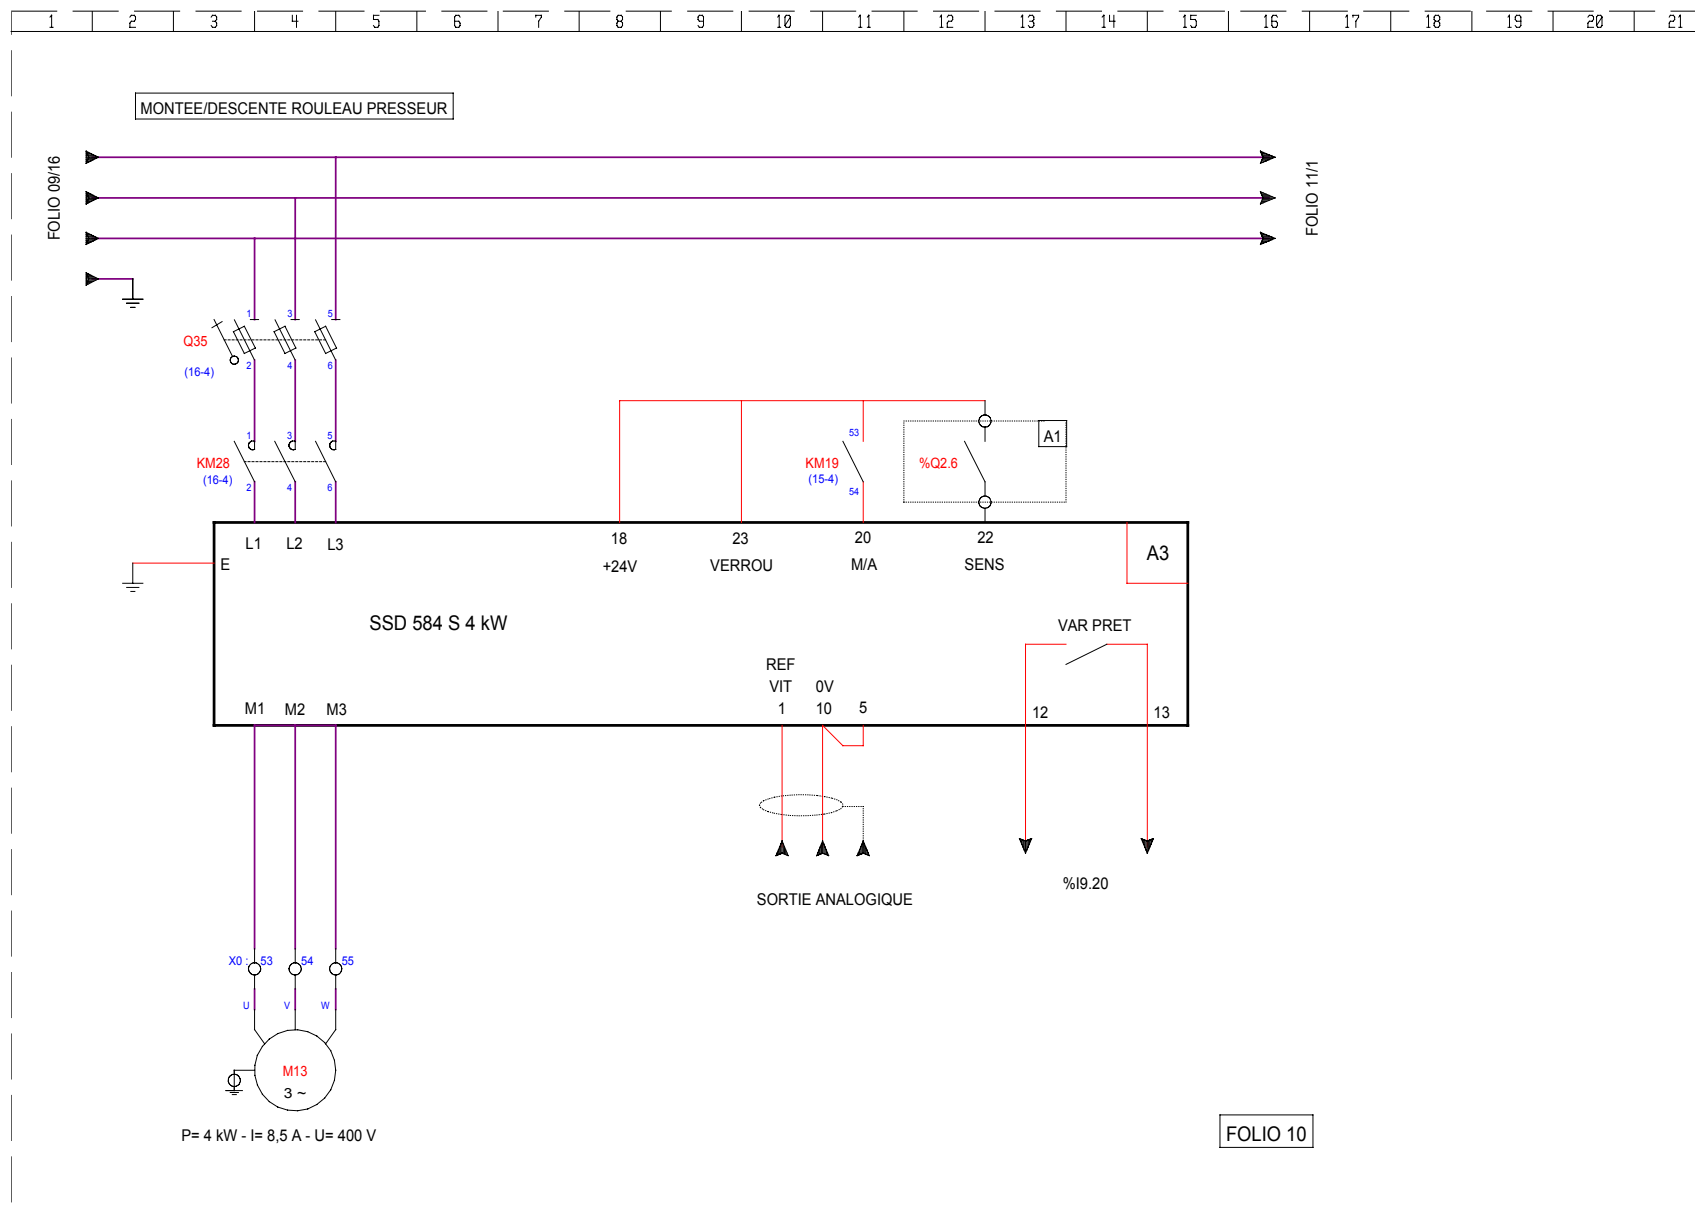 1 2 3 4 5 6 7 8 9 10 11 12 13 14 15 16 17 18 19 20 21
MONTEE/DESCENTE ROULEAU PRESSEUR
FOLIO 09/16
FOLIO 11/1
1 3 5
Q35
(16-4)
2 4 6
1 3 5
KM28
(16-4)
2 4 6
53
KM19
(15-4)
54
A1
%Q2.6
L1 L2 L3
E
18
+24V
23
VERROU
20
M/A
22
SENS
A3
SSD 584 S 4 kW
VAR PRET
REF
VIT 0V
1 10 5
M1 M2 M3
12 13
SORTIE ANALOGIQUE
%I9.20
X0 : 53 54 55
U V W
M13
3 ~
P= 4 kW - I= 8,5 A - U= 400 V
FOLIO 10